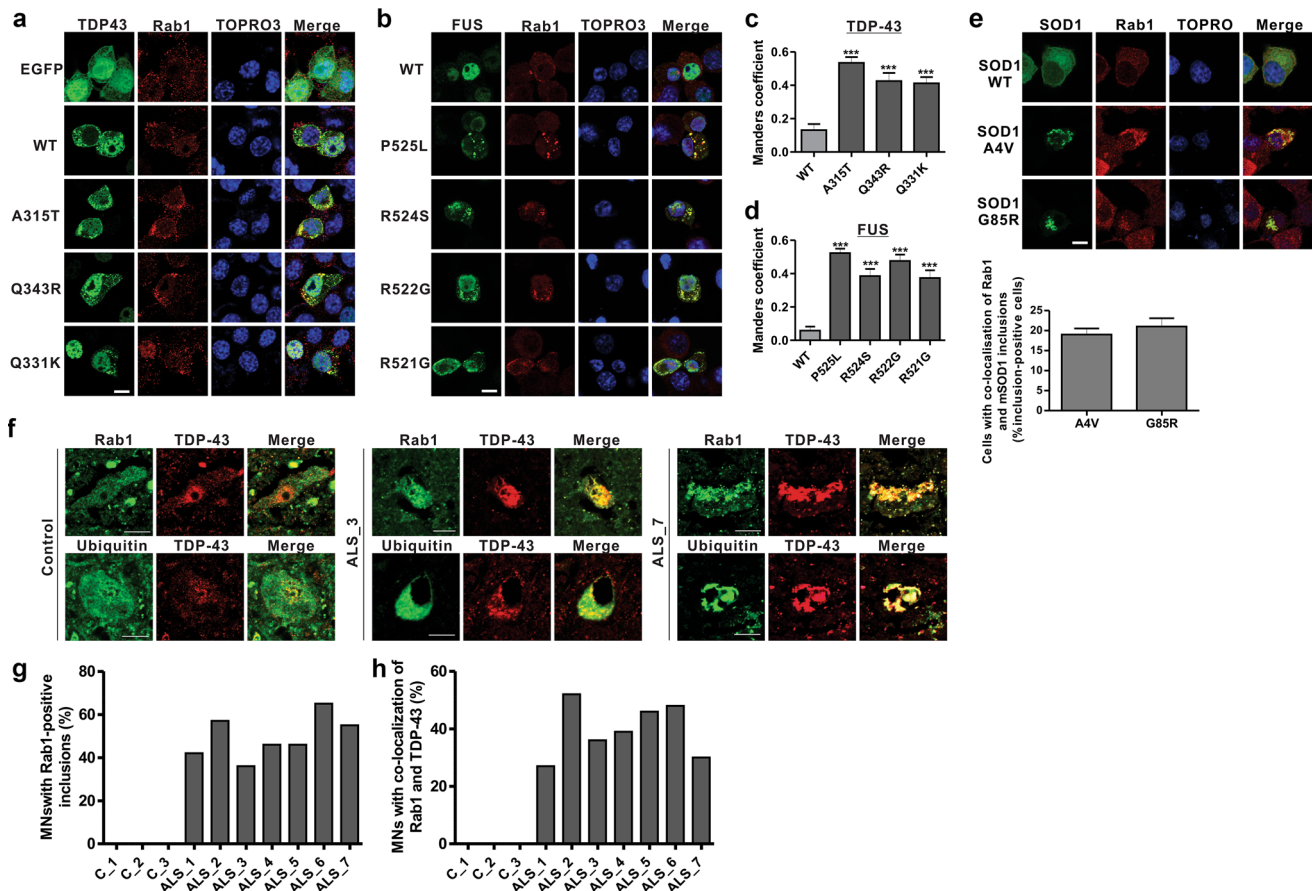 a
TDP43 Rab1 TOPRO3 Merge
EGFP
WT
A315T
Q343R
Q331K
b
FUS Rab1 TOPRO3 Merge
WT
P525L
R524S
R522G
R521G
c
TDP-43
Manders coefficient
0.6
0.4
0.2
0.0
*** *** ***
WT A315T Q343R Q331K
d
FUS
Manders coefficient
0.6
0.4
0.2
0.0
*** *** *** ***
WT P525L R524S R522G R521G
e
SOD1 Rab1 TOPRO Merge
SOD1
WT
SOD1
A4V
SOD1
G85R
Cells with co-localisation of Rab1
and mSOD1 inclusions
(%inclusion-positive cells)
25
20
15
10
5
0
A4V G85R
f
Control
Rab1 TDP-43 Merge
Ubiquitin TDP-43 Merge
ALS_3
Rab1 TDP-43 Merge
Ubiquitin TDP-43 Merge
ALS_7
Rab1 TDP-43 Merge
Ubiquitin TDP-43 Merge
g
MNswith Rab1-positive
inclusions (%)
80
60
40
20
0
C_1 C_2 C_3 ALS_1 ALS_2 ALS_3 ALS_4 ALS_5 ALS_6 ALS_7
h
MNs with co-localization of
Rab1 and TDP-43 (%)
60
40
20
0
C_1 C_2 C_3 ALS_1 ALS_2 ALS_3 ALS_4 ALS_5 ALS_6 ALS_7